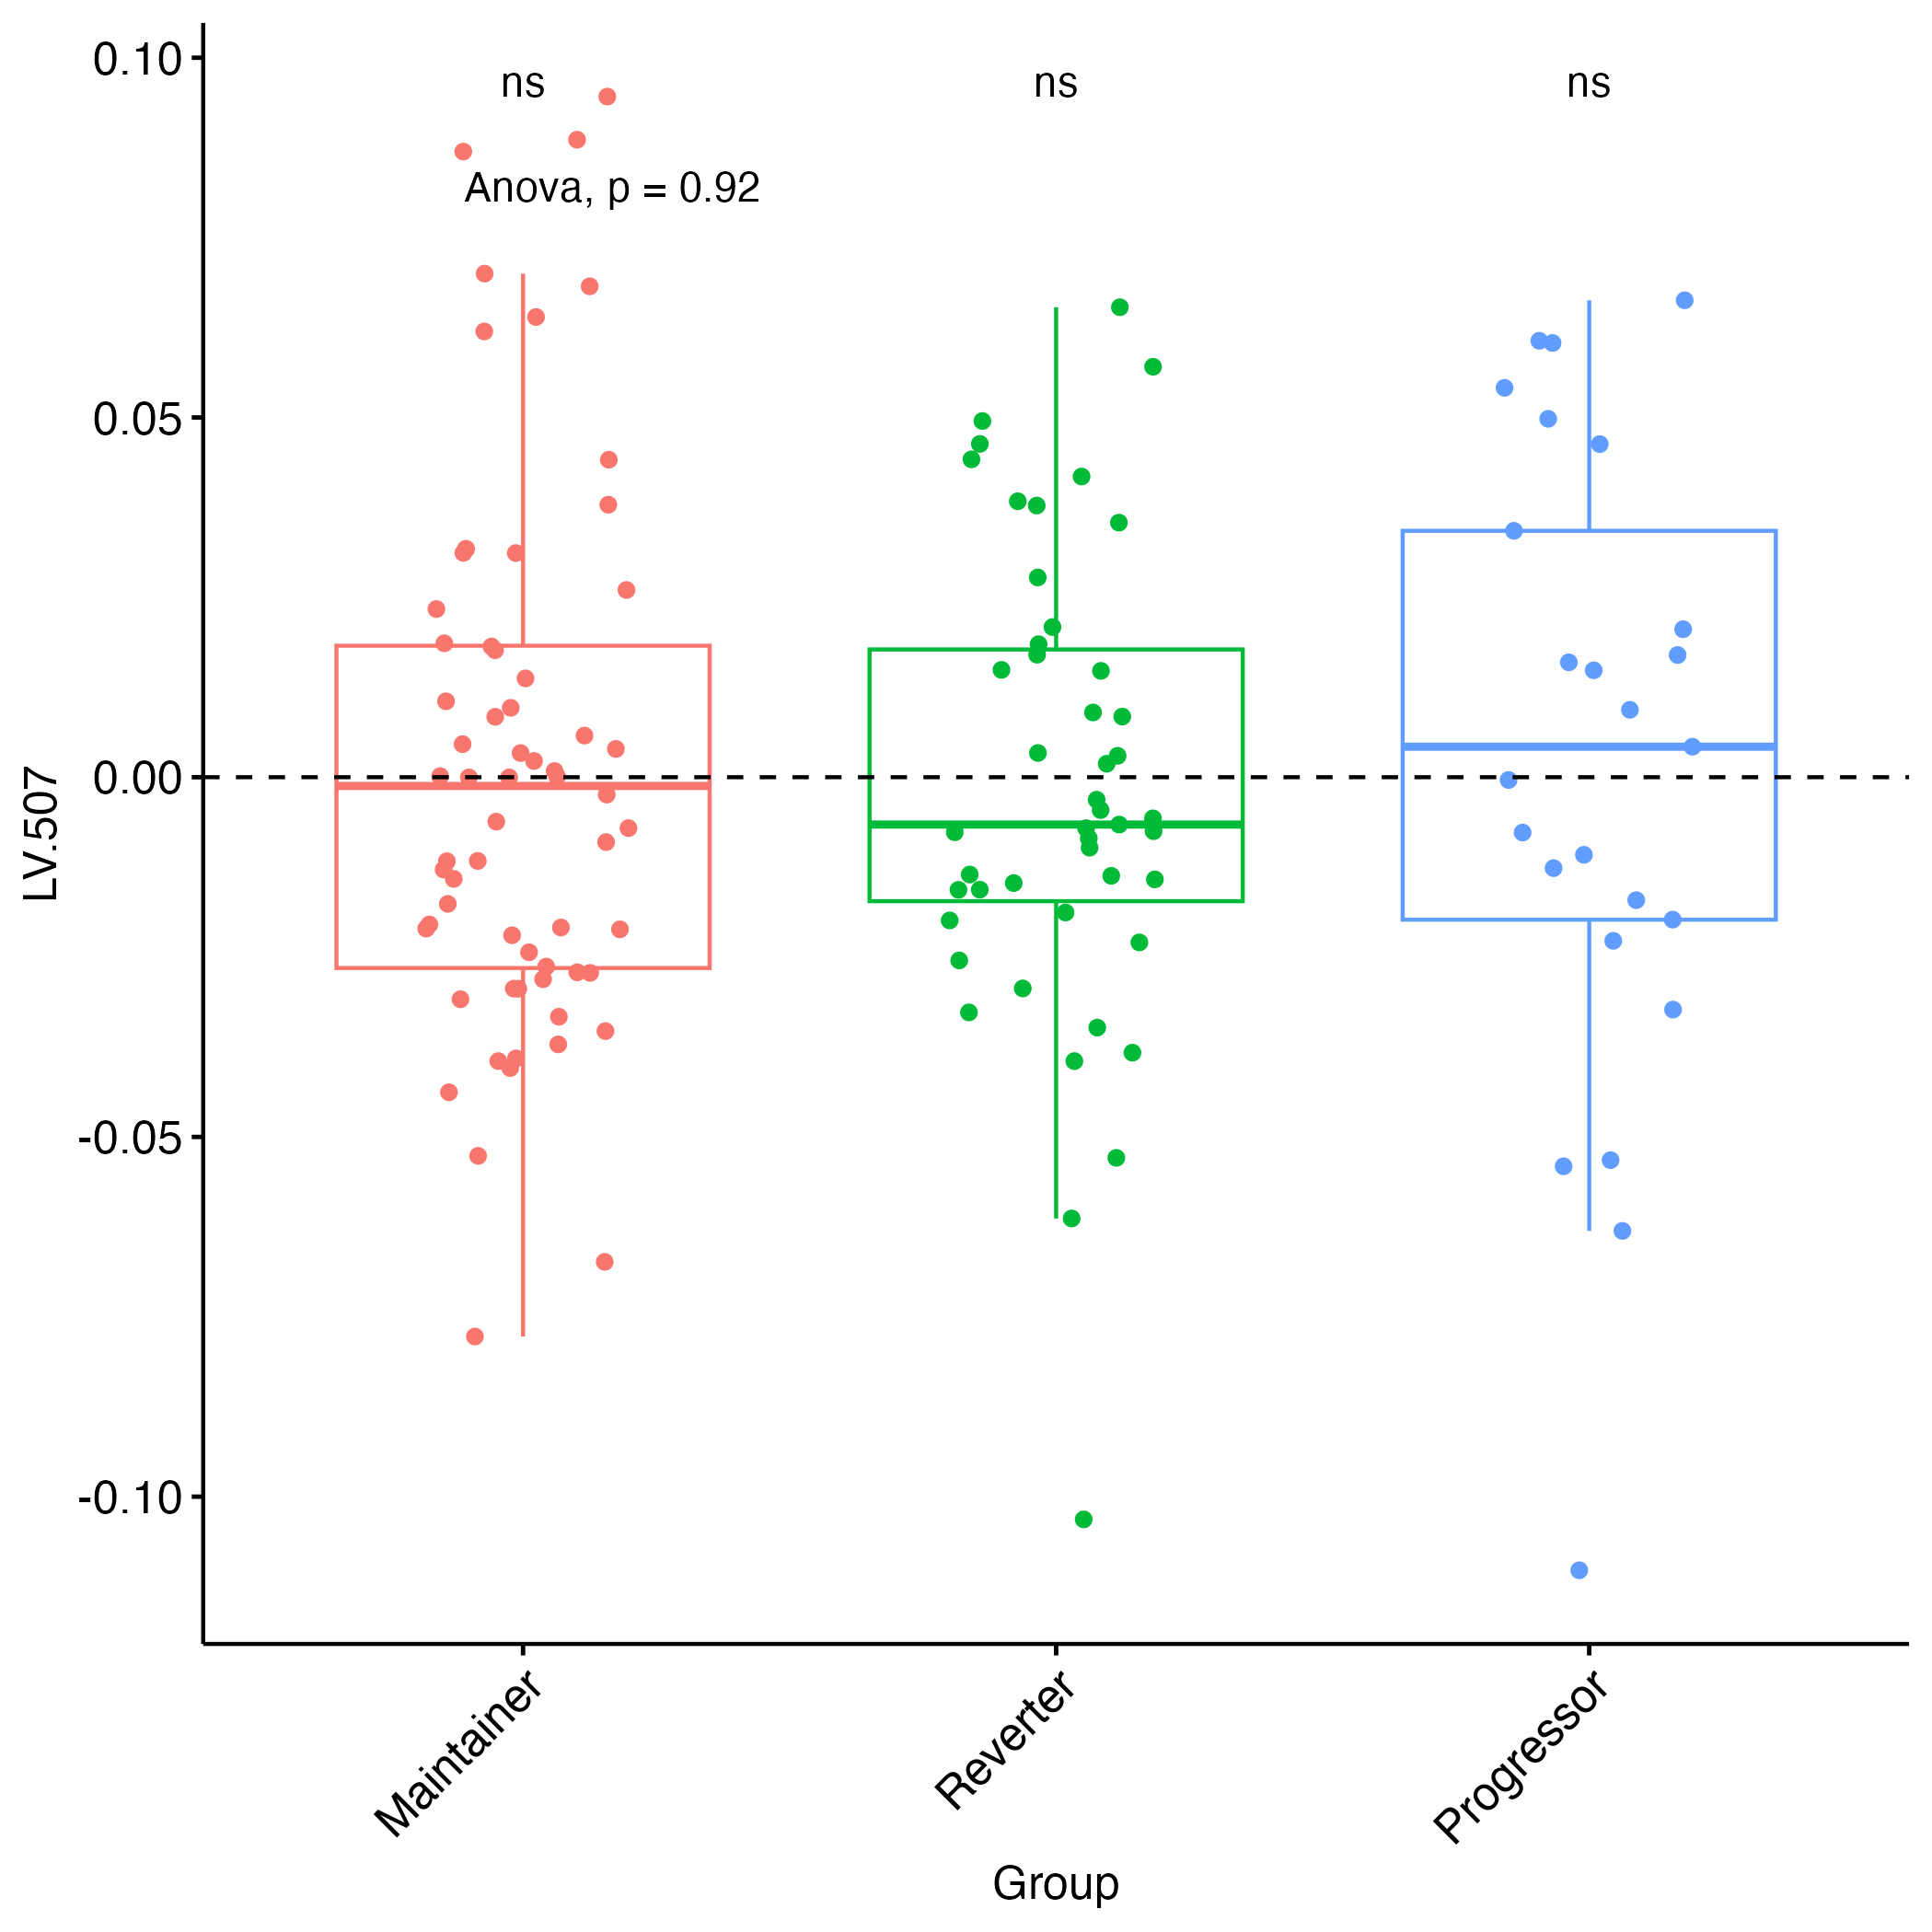 0.10
0.05
0.00
-0.05
-0.10
LV.507
ns
ns
ns
Anova, p = 0.92
Maintainer
Reverter
Progressor
Group